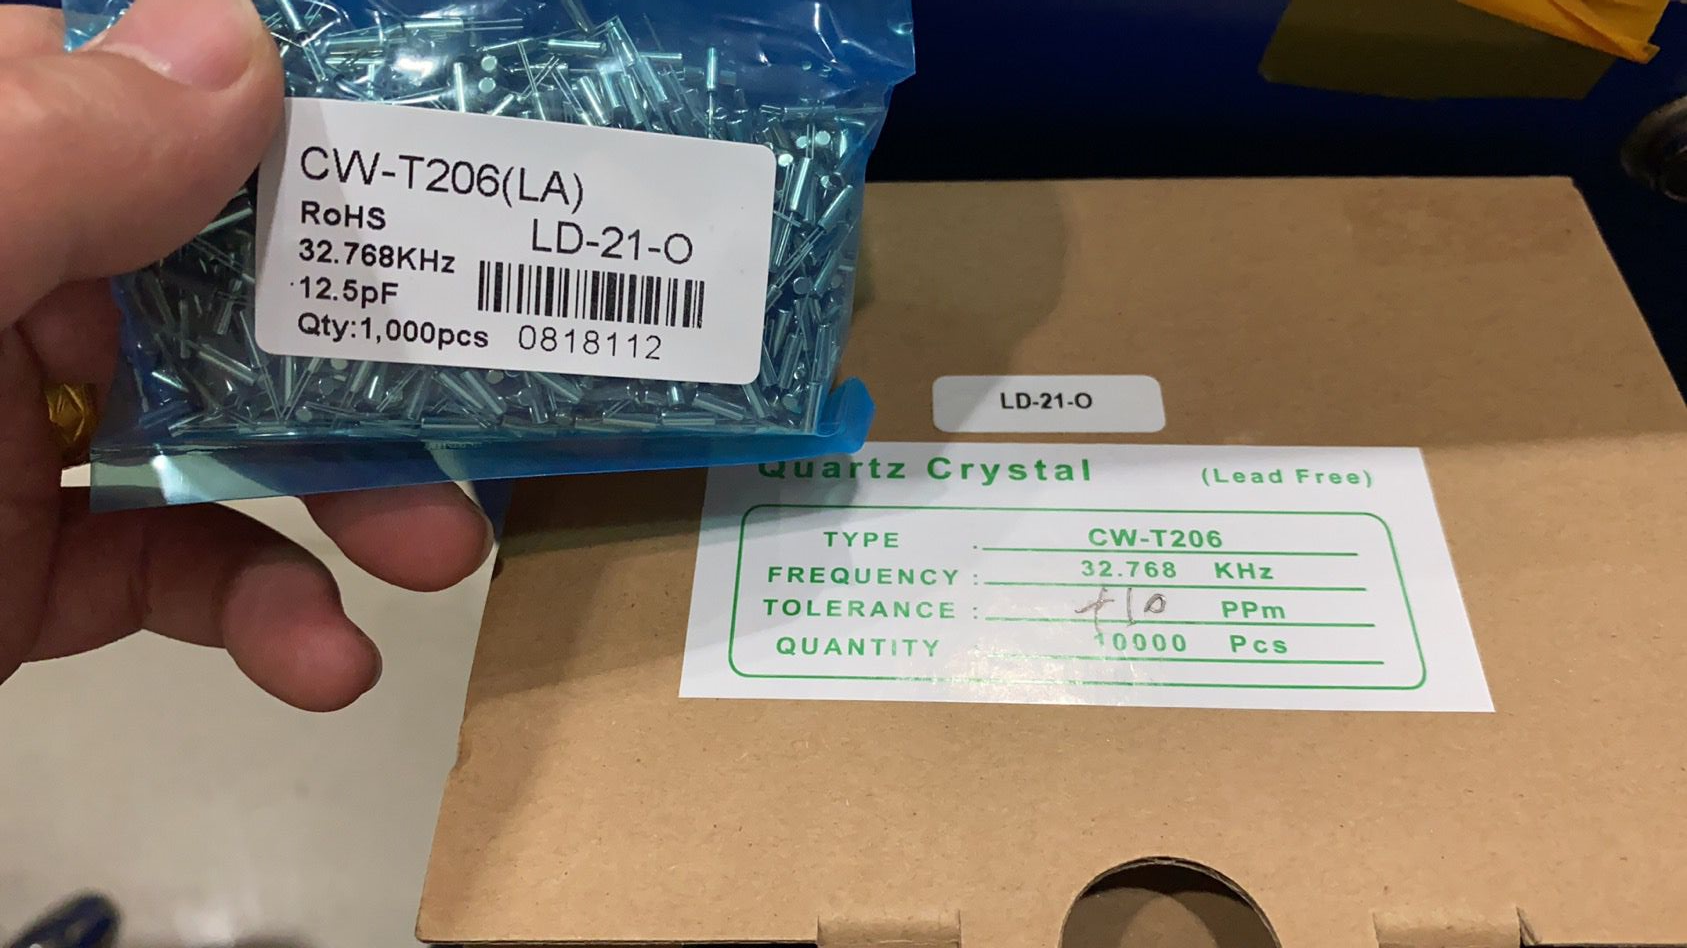 CW-T206(LA)
RoHS
LD-21-O
32.768KHz
12.5pF
Qty:1,000pcs
0818112
LD-21-O
Quartz Crystal (Lead Free)
TYPE : CW-T206
FREQUENCY : 32.768 KHz
TOLERANCE : ±10 PPm
QUANTITY : 10000 Pcs